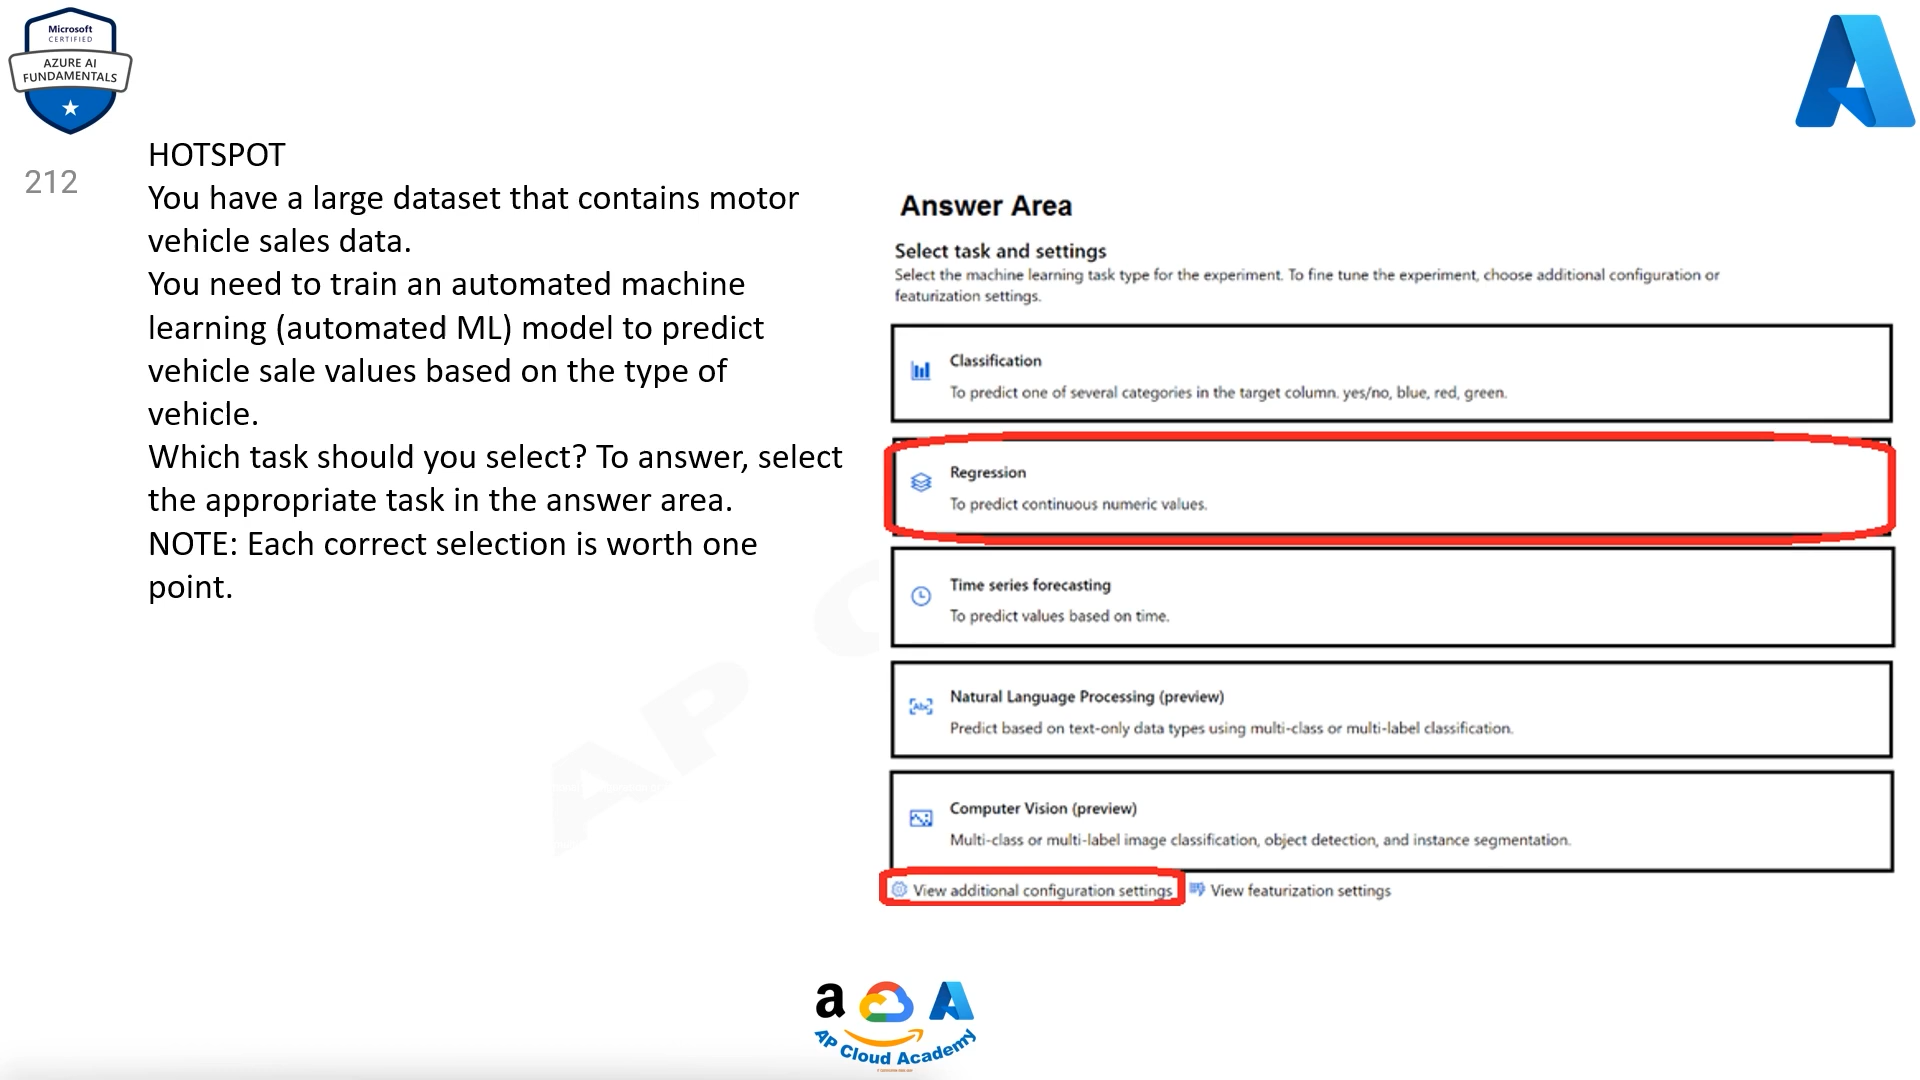 Microsoft
CERTIFIED
AZURE AI
FUNDAMENTALS
212
HOTSPOT
You have a large dataset that contains motor
vehicle sales data.
You need to train an automated machine
learning (automated ML) model to predict
vehicle sale values based on the type of
vehicle.
Which task should you select? To answer, select
the appropriate task in the answer area.
NOTE: Each correct selection is worth one
point.
Answer Area
Select task and settings
Select the machine learning task type for the experiment. To fine tune the experiment, choose additional configuration or
featurization settings.
Classification
To predict one of several categories in the target column. yes/no, blue, red, green.
Regression
To predict continuous numeric values.
Time series forecasting
To predict values based on time.
Abc
Natural Language Processing (preview)
Predict based on text-only data types using multi-class or multi-label classification.
Computer Vision (preview)
Multi-class or multi-label image classification, object detection, and instance segmentation.
View additional configuration settings
View featurization settings
AP C
a
AP Cloud Academy